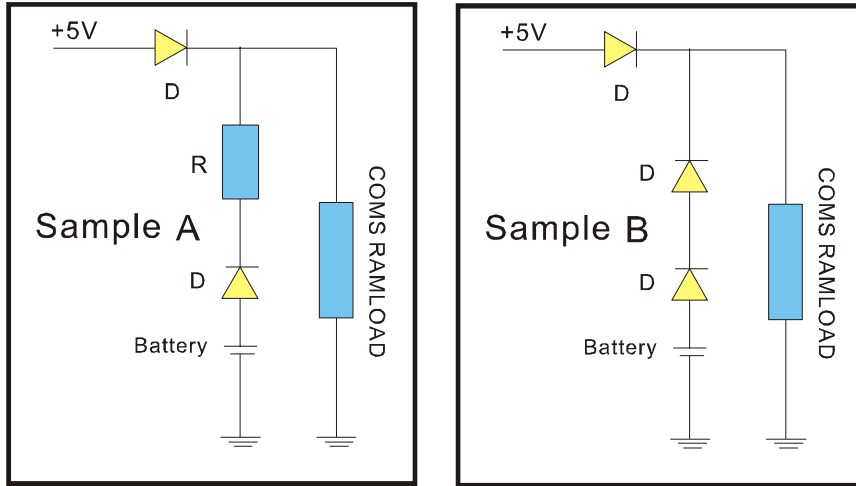 +5V
D
R
Sample A
D
Battery
COMS RAMLOAD
+5V
D
D
Sample B
D
Battery
COMS RAMLOAD